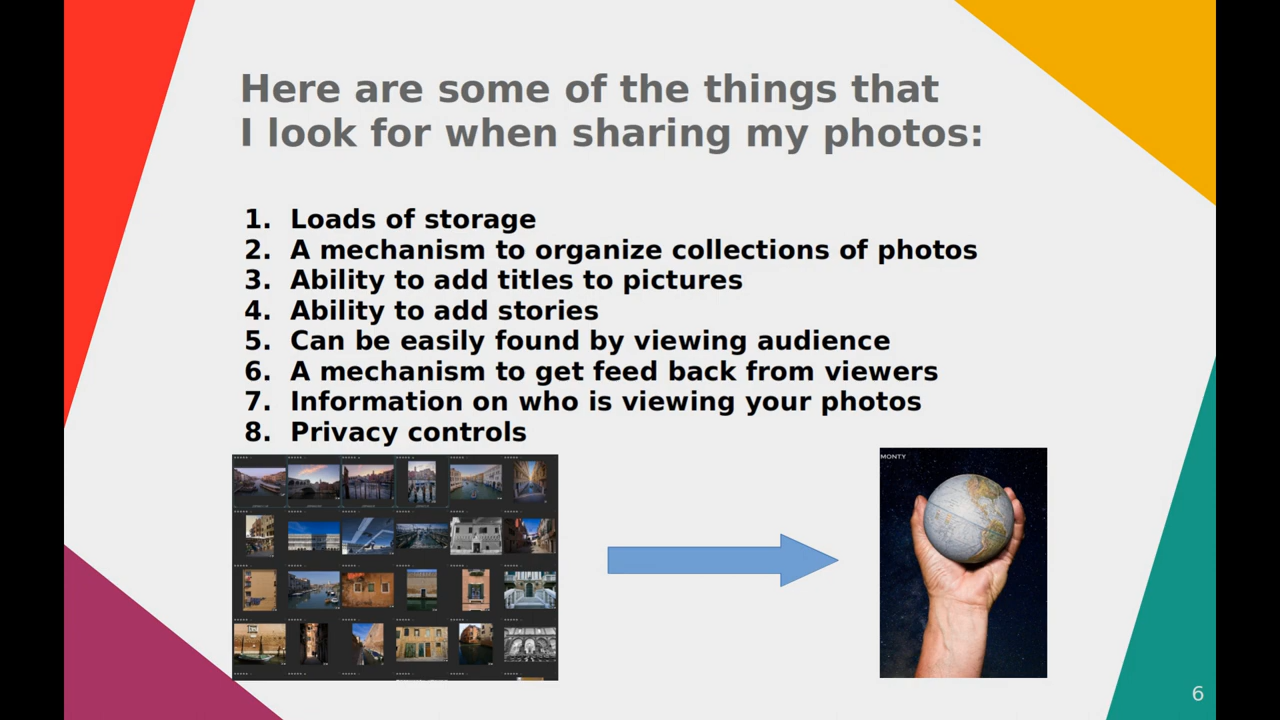 Here are some of the things that
I look for when sharing my photos:
1. Loads of storage
2. A mechanism to organize collections of photos
3. Ability to add titles to pictures
4. Ability to add stories
5. Can be easily found by viewing audience
6. A mechanism to get feed back from viewers
7. Information on who is viewing your photos
8. Privacy controls
MONTY
6